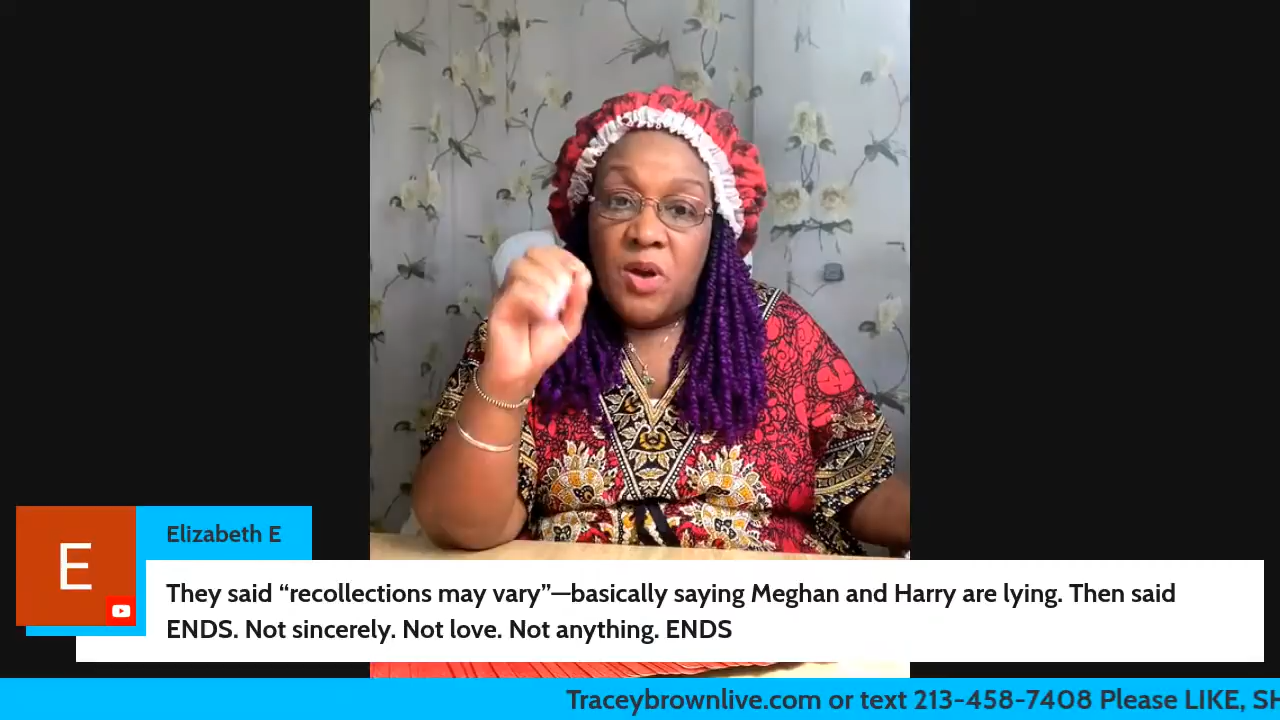 E
Elizabeth E
They said “recollections may vary”—basically saying Meghan and Harry are lying. Then said
ENDS. Not sincerely. Not love. Not anything. ENDS
Traceybrownlive.com or text 213-458-7408 Please LIKE, SH